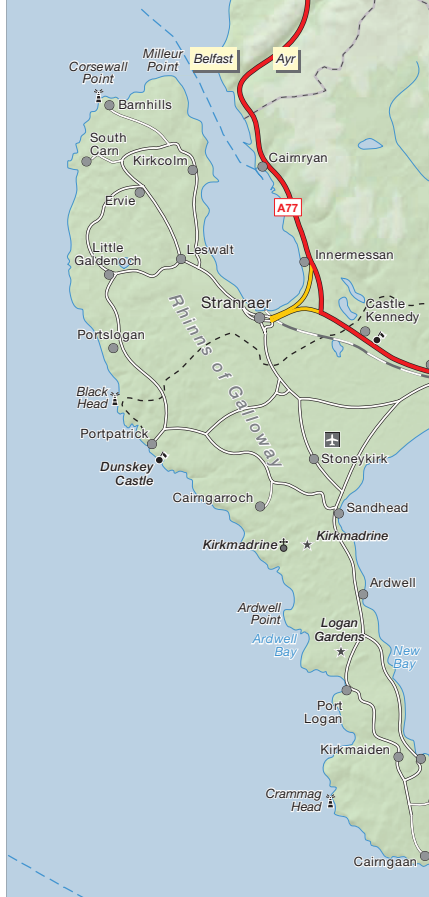 Milleur
Point
Belfast
Ayr
Corsewall
Point
Barnhills
South
Carn
Kirkcolm
Cairnryan
Ervie
A77
Leswalt
Little
Galdenoch
Innermessan
Stranraer
Castle
Kennedy
Rhinns of Galloway
Portslogan
Black
Head
Portpatrick
Dunskey
Castle
Stoneykirk
Cairngarroch
Sandhead
Kirkmadrine
Kirkmadrine
Ardwell
Ardwell
Point
Logan
Gardens
Ardwell
Bay
New
Bay
Port
Logan
Kirkmaiden
Crammag
Head
Cairngaan